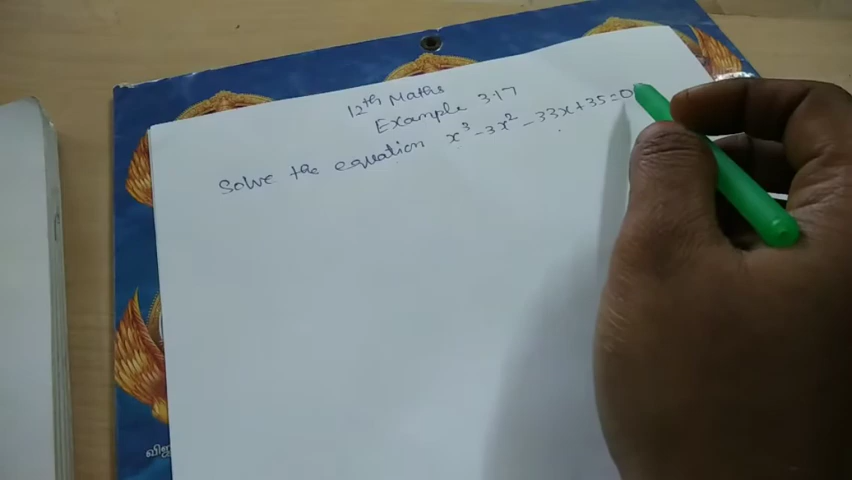 12th Maths
Example 3.17
Solve the equation x³ - 3x² - 33x + 35 = 0